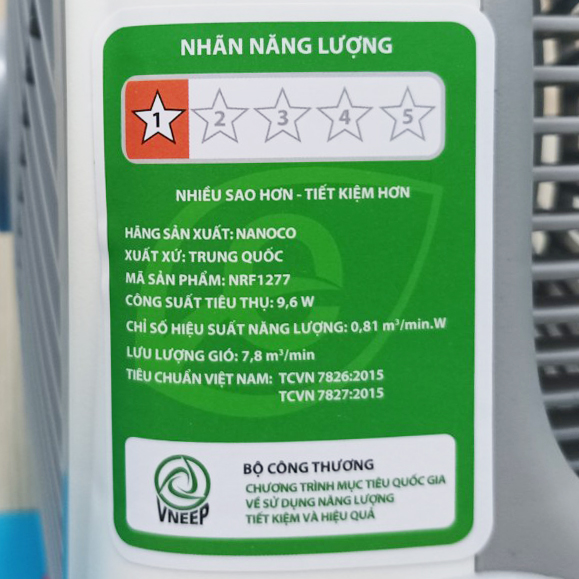 NHÃN NĂNG LƯỢNG
1 2 3 4 5
NHIỀU SAO HƠN - TIẾT KIỆM HƠN
HÃNG SẢN XUẤT: NANOCO
XUẤT XỨ: TRUNG QUỐC
MÃ SẢN PHẨM: NRF1277
CÔNG SUẤT TIÊU THỤ: 9,6 W
CHỈ SỐ HIỆU SUẤT NĂNG LƯỢNG: 0,81 m³/min.W
LƯU LƯỢNG GIÓ: 7,8 m³/min
TIÊU CHUẨN VIỆT NAM: TCVN 7826:2015
TCVN 7827:2015
BỘ CÔNG THƯƠNG
CHƯƠNG TRÌNH MỤC TIÊU QUỐC GIA
VỀ SỬ DỤNG NĂNG LƯỢNG
TIẾT KIỆM VÀ HIỆU QUẢ
VNEEP